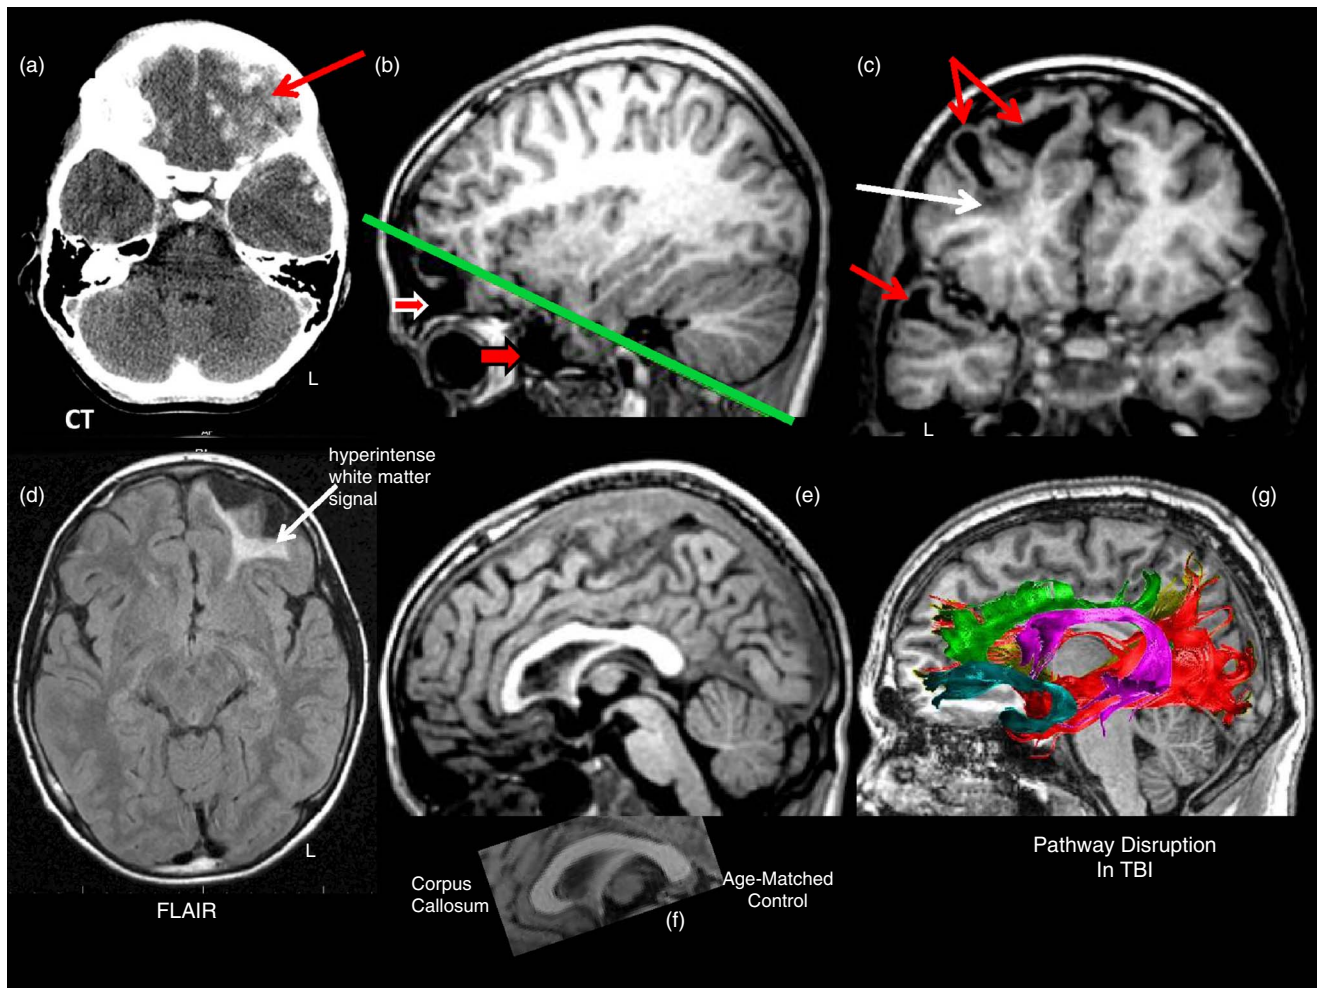 (a)
(b)
(c)
L
CT
L
(d)
hyperintense
white matter
signal
(e)
(g)
L
FLAIR
Corpus
Callosum
Age-Matched
Control
(f)
Pathway Disruption
In TBI